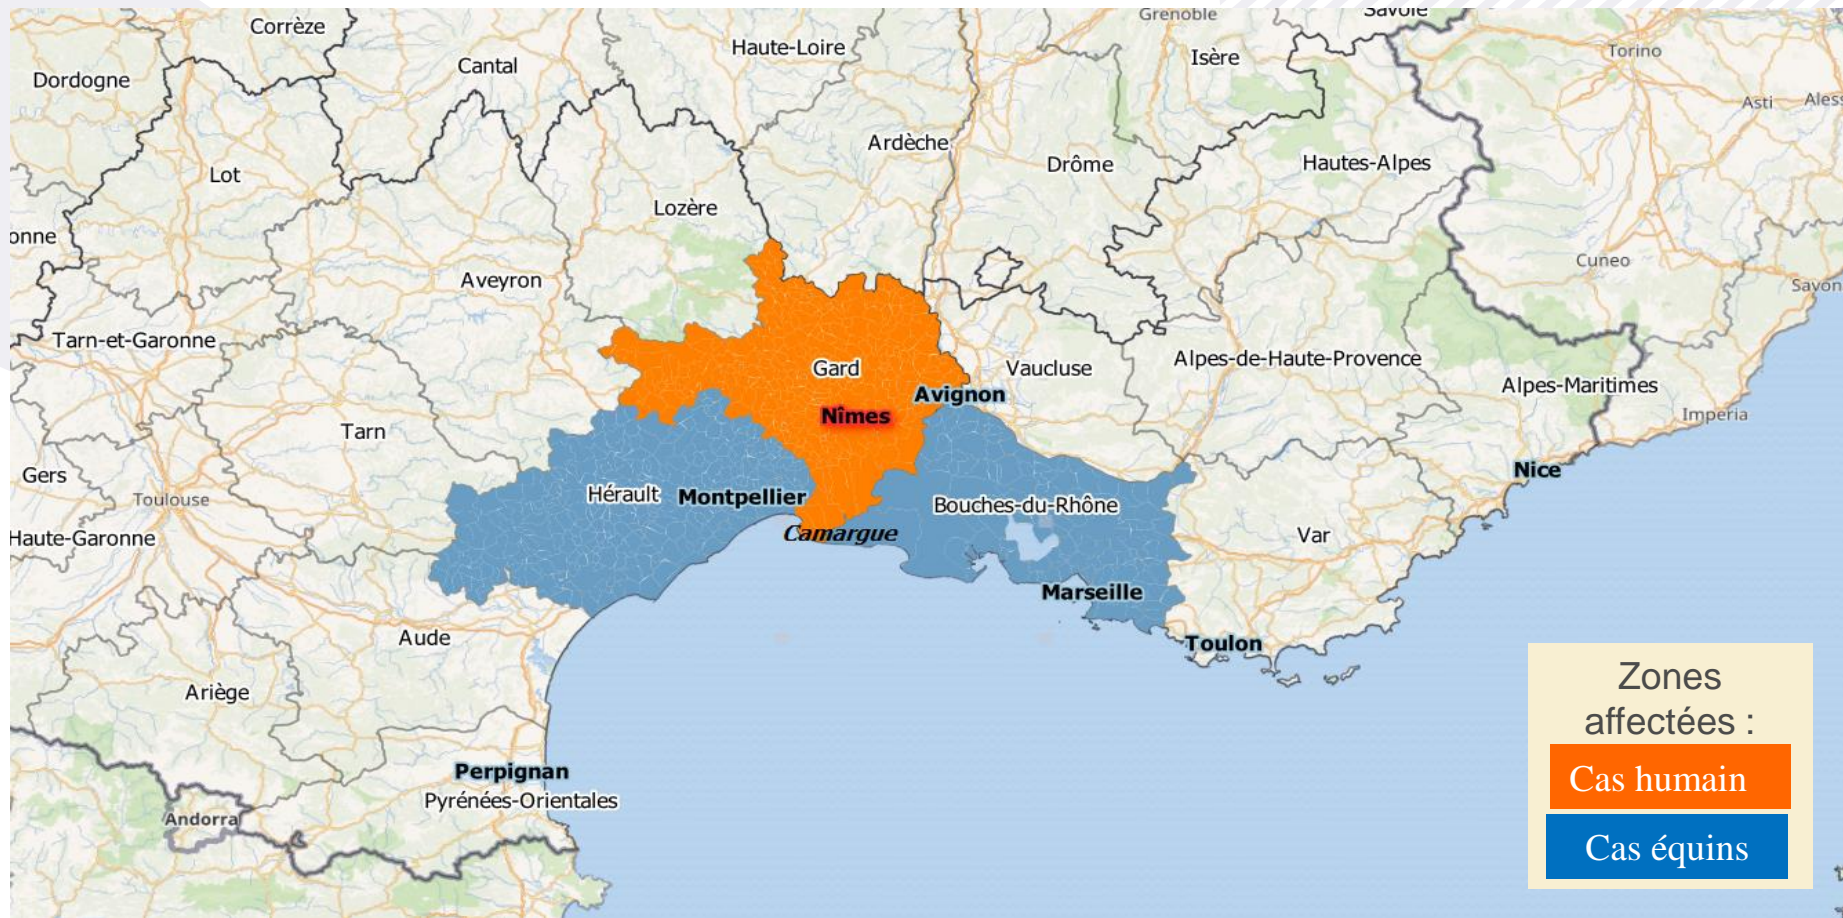 Grenoble
Savoie
Corrèze
Haute-Loire
Isère
Torino
Dordogne
Cantal
Asti
Aless
Ardèche
Drôme
Hautes-Alpes
Lot
Lozère
onne
Aveyron
Cuneo
Savon
Tarn-et-Garonne
Gard
Vaucluse
Alpes-de-Haute-Provence
Alpes-Maritimes
Avignon
Nîmes
Imperia
Tarn
Gers
Toulouse
Hérault
Montpellier
Bouches-du-Rhône
Nice
Haute-Garonne
Camargue
Var
Marseille
Aude
Toulon
Ariège
Perpignan
Pyrénées-Orientales
Andorra
Zones
affectées :
Cas humain
Cas équins